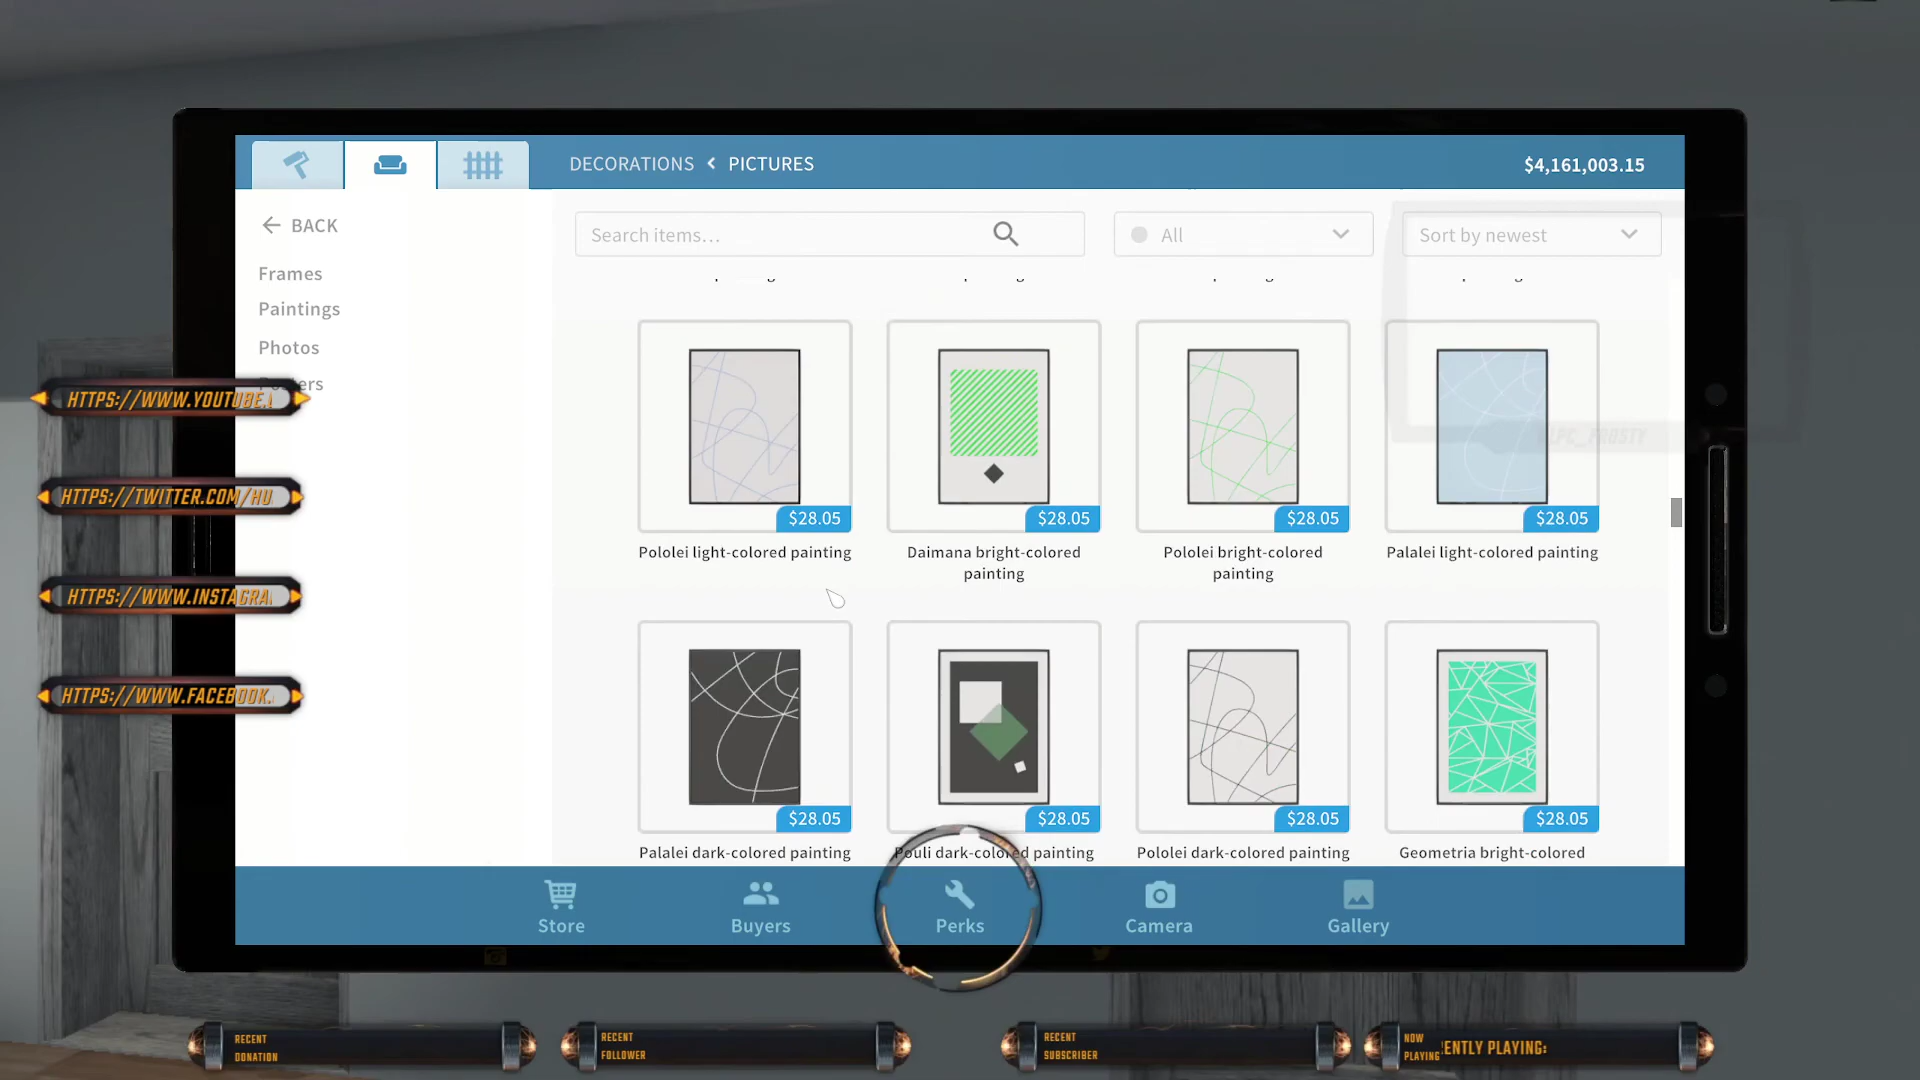 DECORATIONS < PICTURES
$4,161,003.15
BACK
Search items...
All
Sort by newest
Frames
Paintings
Photos
HTTPS://WWW.YOUTUBE.
HTTPS://TWITTER.COM/HU
HTTPS://WWW.INSTAGRA
HTTPS://WWW.FACEBOOK.
$28.05
$28.05
$28.05
$28.05
Pololei light-colored painting
Daimana bright-colored
painting
Pololei bright-colored
painting
Palalei light-colored painting
$28.05
$28.05
$28.05
$28.05
Palalei dark-colored painting
Pouli dark-colored painting
Pololei dark-colored painting
Geometria bright-colored
Store
Buyers
Perks
Camera
Gallery
RECENT
DONATION
RECENT
FOLLOWER
RECENT
SUBSCRIBER
NOW
PLAYING
ENTLY PLAYING: